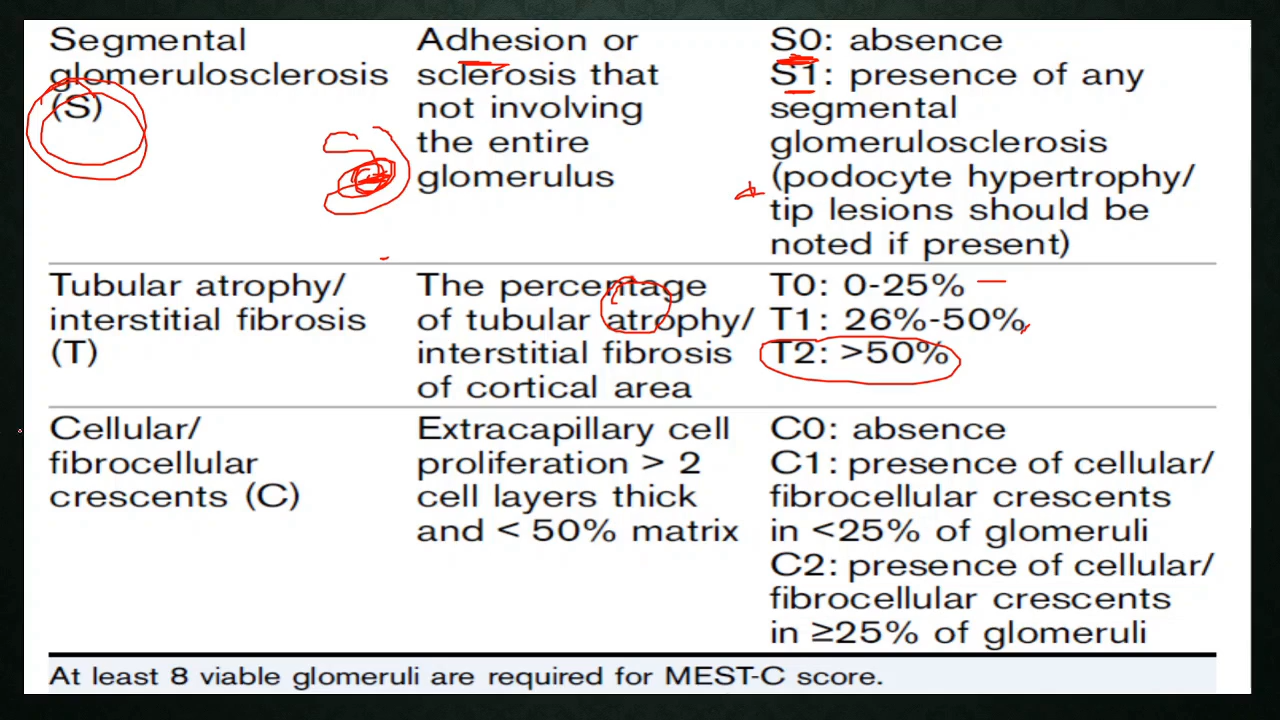 Segmental
glomerulosclerosis
(S)
Adhesion or
sclerosis that
not involving
the entire
glomerulus
S0: absence
S1: presence of any
segmental
glomerulosclerosis
(podocyte hypertrophy/
tip lesions should be
noted if present)
Tubular atrophy/
interstitial fibrosis
(T)
The percentage
of tubular atrophy/
interstitial fibrosis
of cortical area
T0: 0-25%
T1: 26%-50%
T2: >50%
Cellular/
fibrocellular
crescents (C)
Extracapillary cell
proliferation > 2
cell layers thick
and < 50% matrix
C0: absence
C1: presence of cellular/
fibrocellular crescents
in <25% of glomeruli
C2: presence of cellular/
fibrocellular crescents
in ≥25% of glomeruli
At least 8 viable glomeruli are required for MEST-C score.